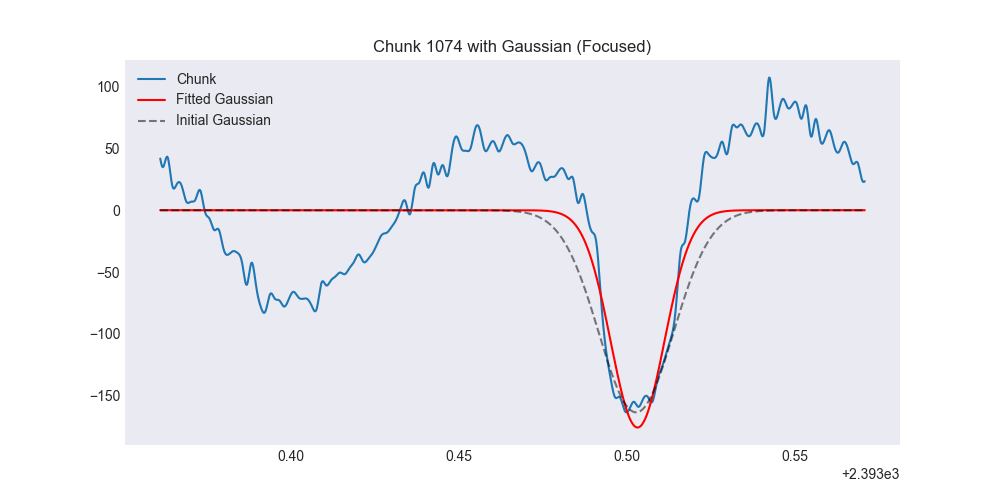 Chunk 1074 with Gaussian (Focused)
Chunk
Fitted Gaussian
Initial Gaussian
100
50
0
−50
−100
−150
0.40 0.45 0.50 0.55
+2.393e3